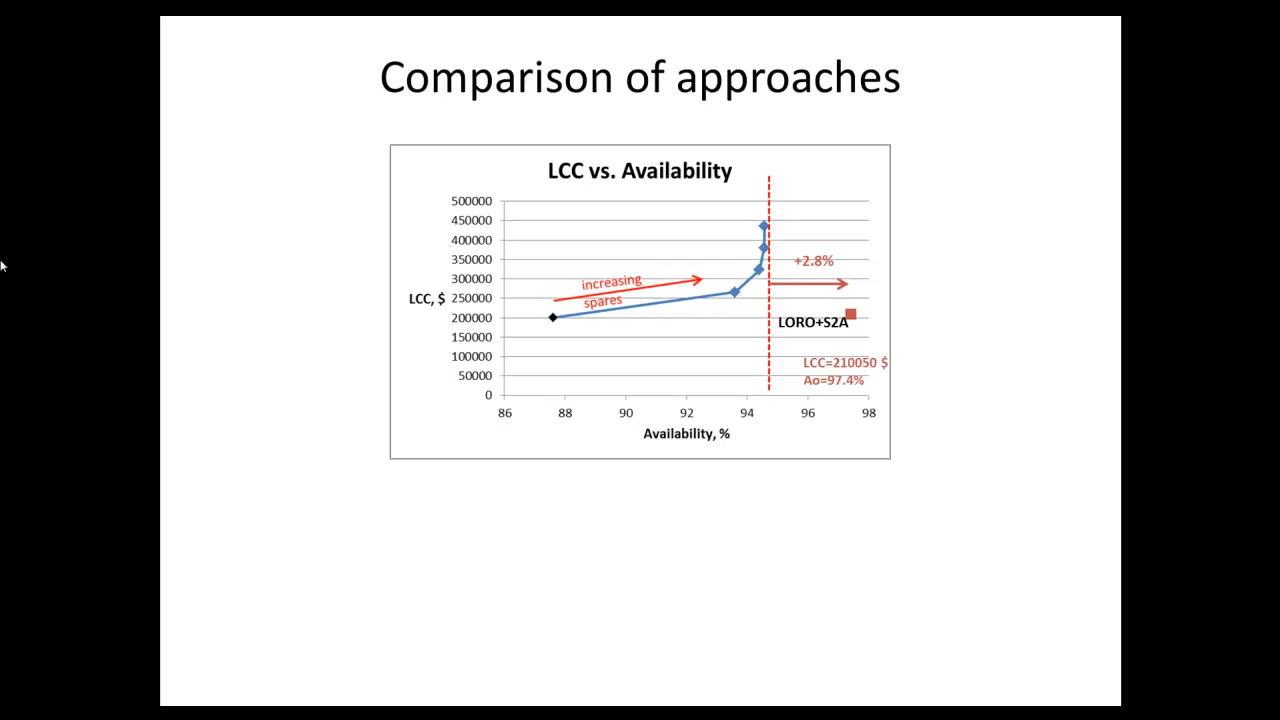 Comparison of approaches
LCC vs. Availability
500000
450000
400000
350000
300000
250000
200000
150000
100000
50000
0
LCC, $
increasing
spares
+2.8%
LORO+S2A
LCC=210050 $
Ao=97.4%
86 88 90 92 94 96 98
Availability, %